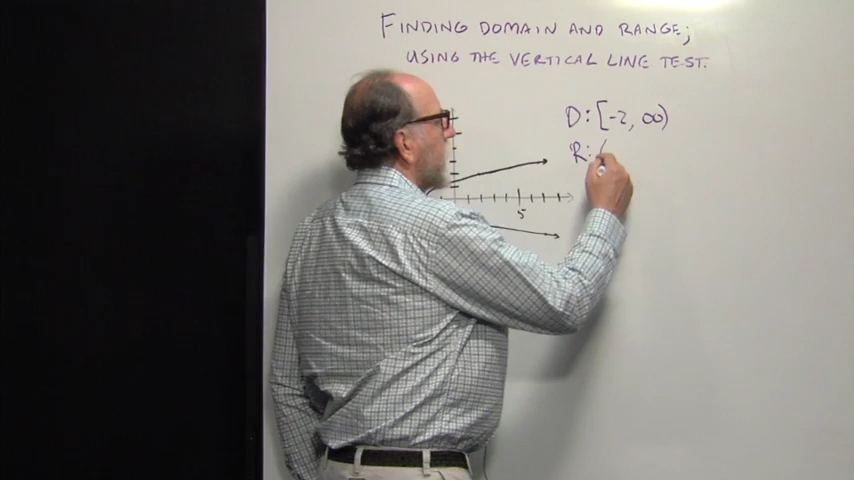 FINDING DOMAIN AND RANGE;
USING THE VERTICAL LINE TEST.
D: [-2, ∞)
R: (
5